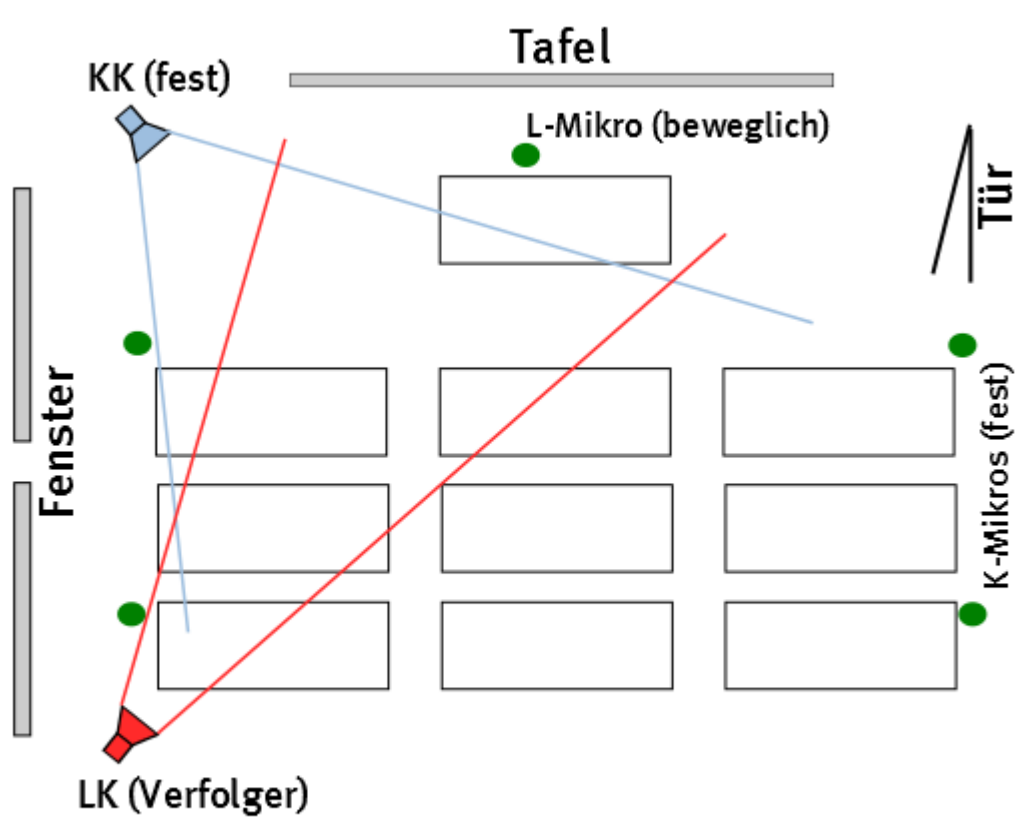 Tafel
KK (fest)
L-Mikro (beweglich)
Tür
Fenster
K-Mikros (fest)
LK (Verfolger)